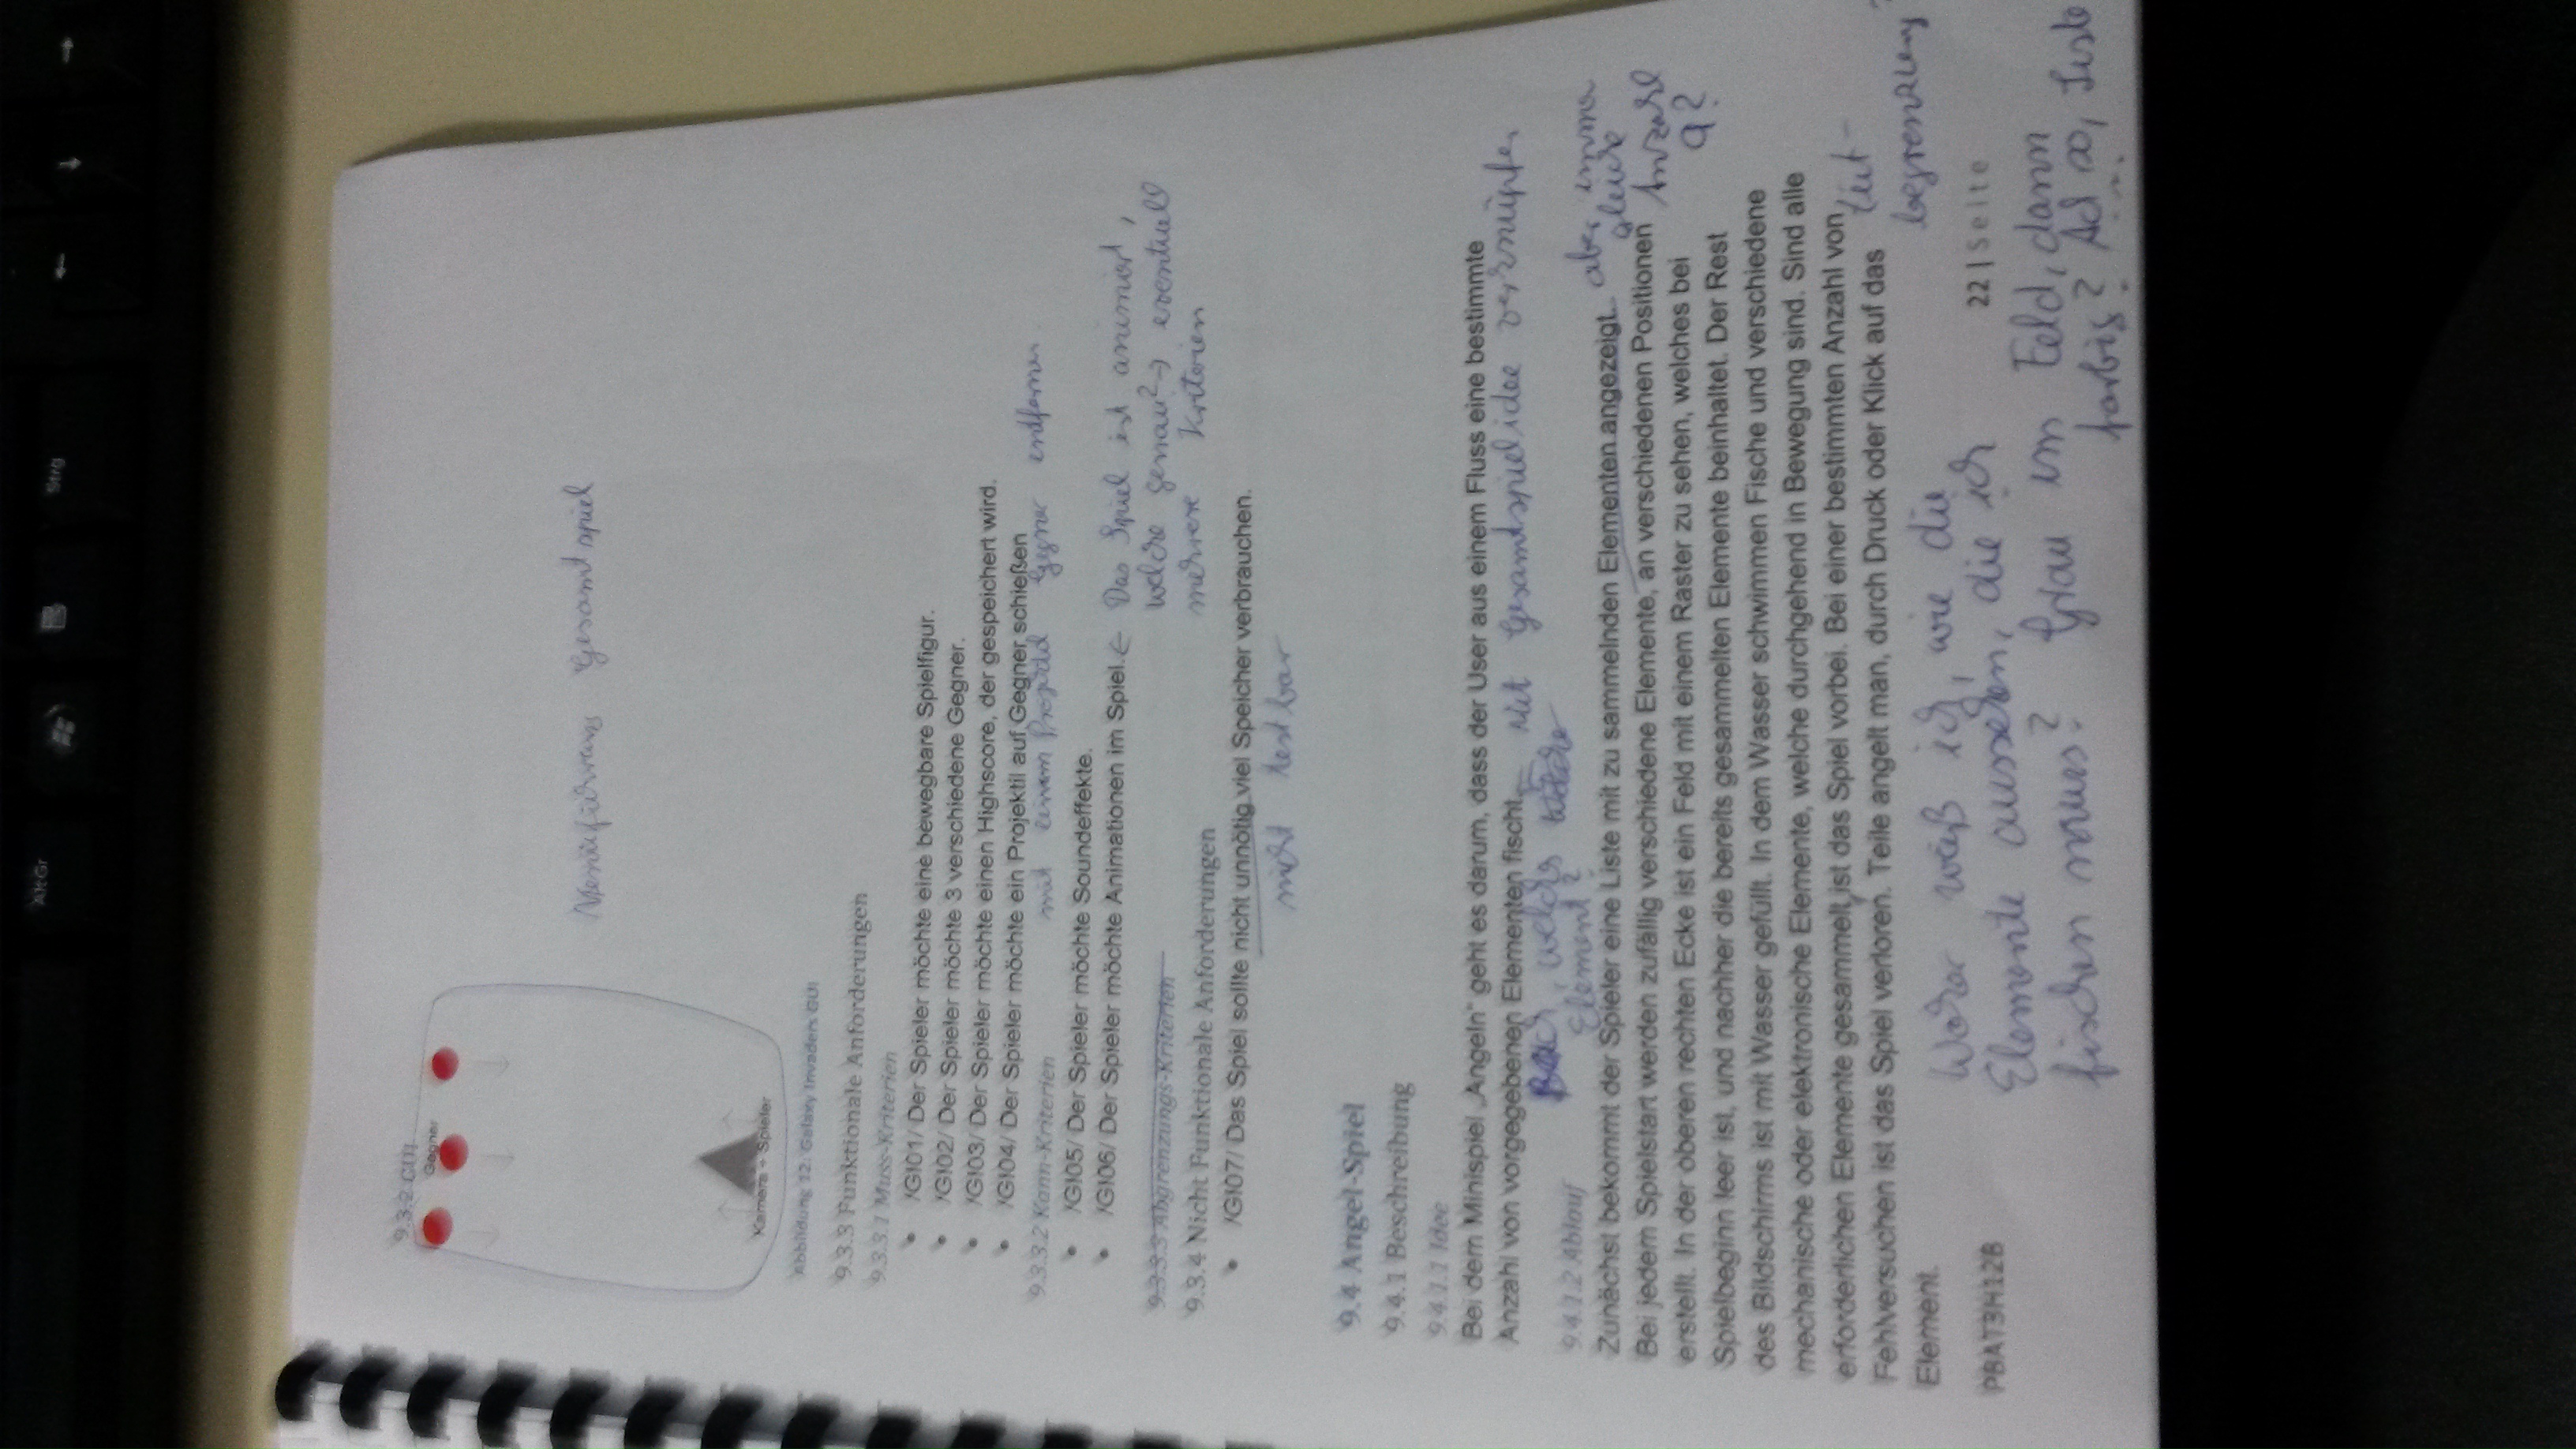 AltGr
Strg
9.3.2 GUI
Gegner
Menüführung Gesamtspiel
Kamera + Spieler
Abbildung 12: Galaxy Invaders GUI
9.3.3 Funktionale Anforderungen
9.3.3.1 Muss-Kriterien
• /GI01/ Der Spieler möchte eine bewegbare Spielfigur.
• /GI02/ Der Spieler möchte 3 verschiedene Gegner.
• /GI03/ Der Spieler möchte einen Highscore, der gespeichert wird.
• /GI04/ Der Spieler möchte ein Projektil auf Gegner schießen
mit einem Projektil Gegner entfernen
9.3.3.2 Kann-Kriterien
• /GI05/ Der Spieler möchte Soundeffekte.
• /GI06/ Der Spieler möchte Animationen im Spiel. ← Das Spiel ist animiert,
welche genau? → eventuell
mehrere Kriterien
9.3.3.3 Abgrenzungs-Kriterien
9.3.4 Nicht Funktionale Anforderungen
• /GI07/ Das Spiel sollte nicht unnötig viel Speicher verbrauchen.
nicht testbar
9.4 Angel-Spiel
9.4.1 Beschreibung
9.4.1.1 Idee
Bei dem Minispiel „Angeln“ geht es darum, dass der User aus einem Fluss eine bestimmte
Anzahl von vorgegebenen Elementen fischt. ← Mit Gesamtspielidee verknüpfen
Bach, welches
Element?
9.4.1.2 Ablauf
Zunächst bekommt der Spieler eine Liste mit zu sammelnden Elementen angezeigt.
aber immer
gleiche
Anzahl
9?
Bei jedem Spielstart werden zufällig verschiedene Elemente, an verschiedenen Positionen
erstellt. In der oberen rechten Ecke ist ein Feld mit einem Raster zu sehen, welches bei
Spielbeginn leer ist, und nachher die bereits gesammelten Elemente beinhaltet. Der Rest
des Bildschirms ist mit Wasser gefüllt. In dem Wasser schwimmen Fische und verschiedene
mechanische oder elektronische Elemente, welche durchgehend in Bewegung sind. Sind alle
erforderlichen Elemente gesammelt, ist das Spiel vorbei. Bei einer bestimmten Anzahl von
Fehlversuchen ist das Spiel verloren. Teile angelt man, durch Druck oder Klick auf das
Element.
Zeit-
begrenzung?
Woher weiß ich, wie die
Elemente aussehen, die ich
fischen muss? Grau im Feld, dann
farbig? Ach so, Liste
PBAT3H12B
22 | Seite